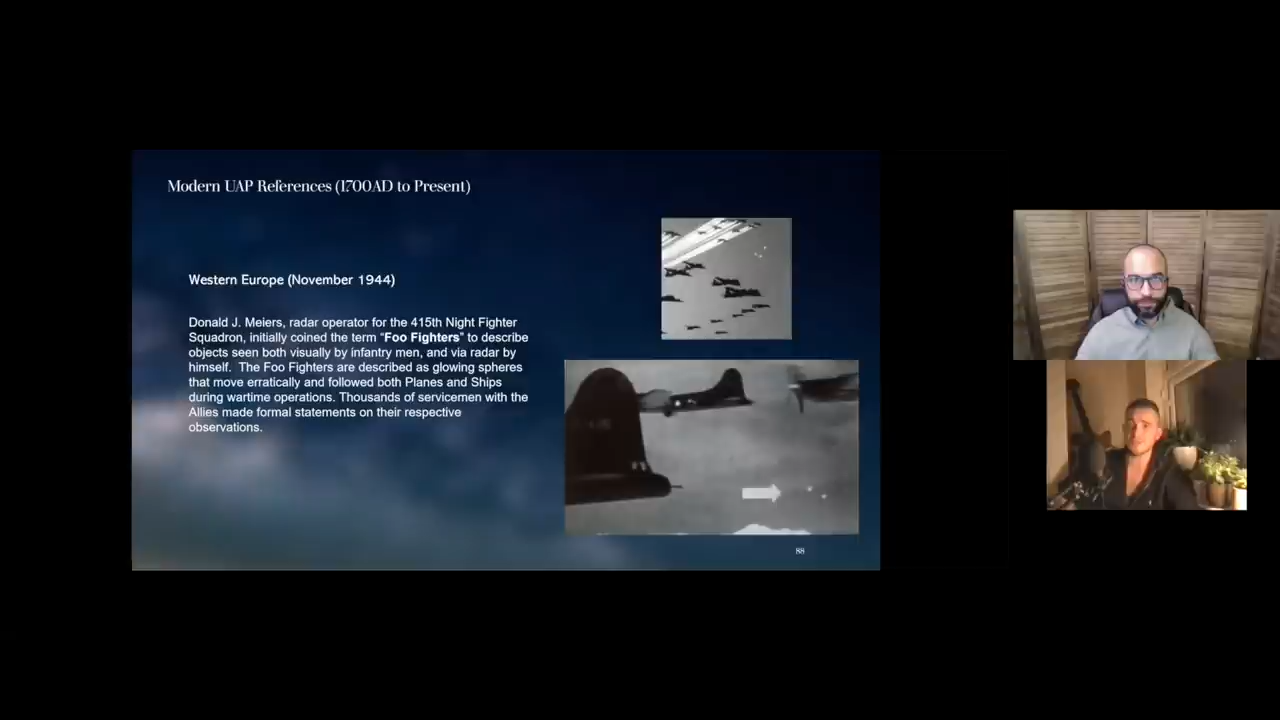 Modern UAP References (1700AD to Present)
Western Europe (November 1944)
Donald J. Meiers, radar operator for the 415th Night Fighter
Squadron, initially coined the term “Foo Fighters” to describe
objects seen both visually by infantry men, and via radar by
himself.  The Foo Fighters are described as glowing spheres
that move erratically and followed both Planes and Ships
during wartime operations. Thousands of servicemen with the
Allies made formal statements on their respective
observations.
88